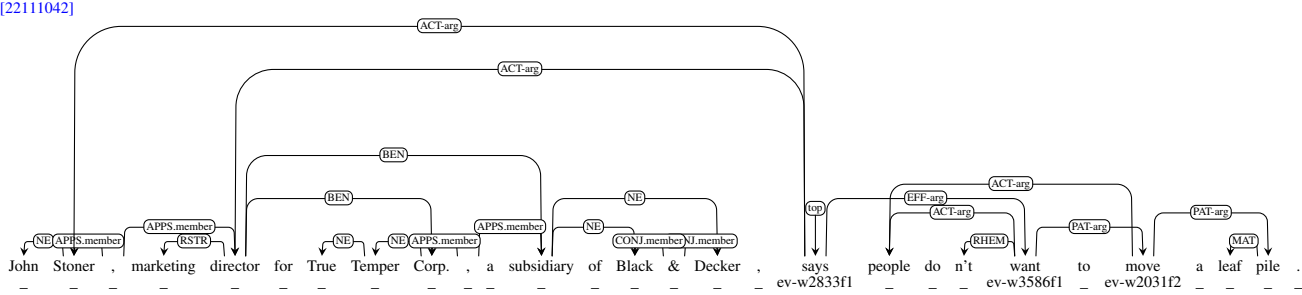 [22111042]
ACT-arg
ACT-arg
BEN
BEN NE top EFF-arg ACT-arg
APPS.member APPS.member NE ACT-arg PAT-arg PAT-arg
NE APPS.member RSTR NE NE APPS.member CONJ.member NJ.member RHEM MAT
John Stoner , marketing director for True Temper Corp. , a subsidiary of Black & Decker , says people do n't want to move a leaf pile .
_ _ _ _ _ _ _ _ _ _ _ _ _ _ _ _ _ ev-w2833f1 _ _ _ ev-w3586f1 _ ev-w2031f2 _ _ _ _